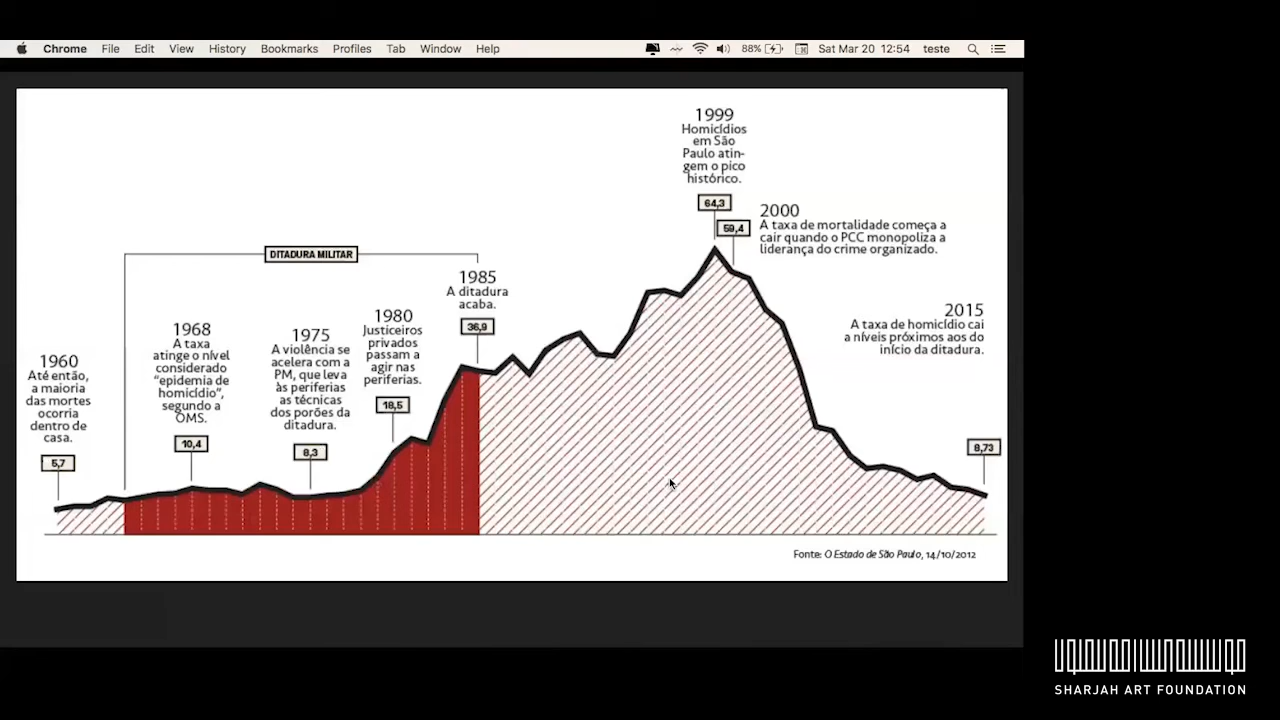 Chrome File Edit View History Bookmarks Profiles Tab Window Help
88% Sat Mar 20 12:54 teste
1999
Homicídios
em São
Paulo atin-
gem o pico
histórico.
64,3
59,4
2000
A taxa de mortalidade começa a
cair quando o PCC monopoliza a
liderança do crime organizado.
DITADURA MILITAR
1985
A ditadura
acaba.
36,9
1980
Justiceiros
privados
passam a
agir nas
periferias.
18,5
1975
A violência se
acelera com a
PM, que leva
às periferias
as técnicas
dos porões da
ditadura.
8,3
1968
A taxa
atinge o nível
considerado
“epidemia de
homicídio”,
segundo a
OMS.
10,4
1960
Até então,
a maioria
das mortes
ocorria
dentro de
casa.
5,7
2015
A taxa de homicídio cai
a níveis próximos aos do
início da ditadura.
8,73
Fonte: O Estado de São Paulo, 14/10/2012
SHARJAH ART FOUNDATION